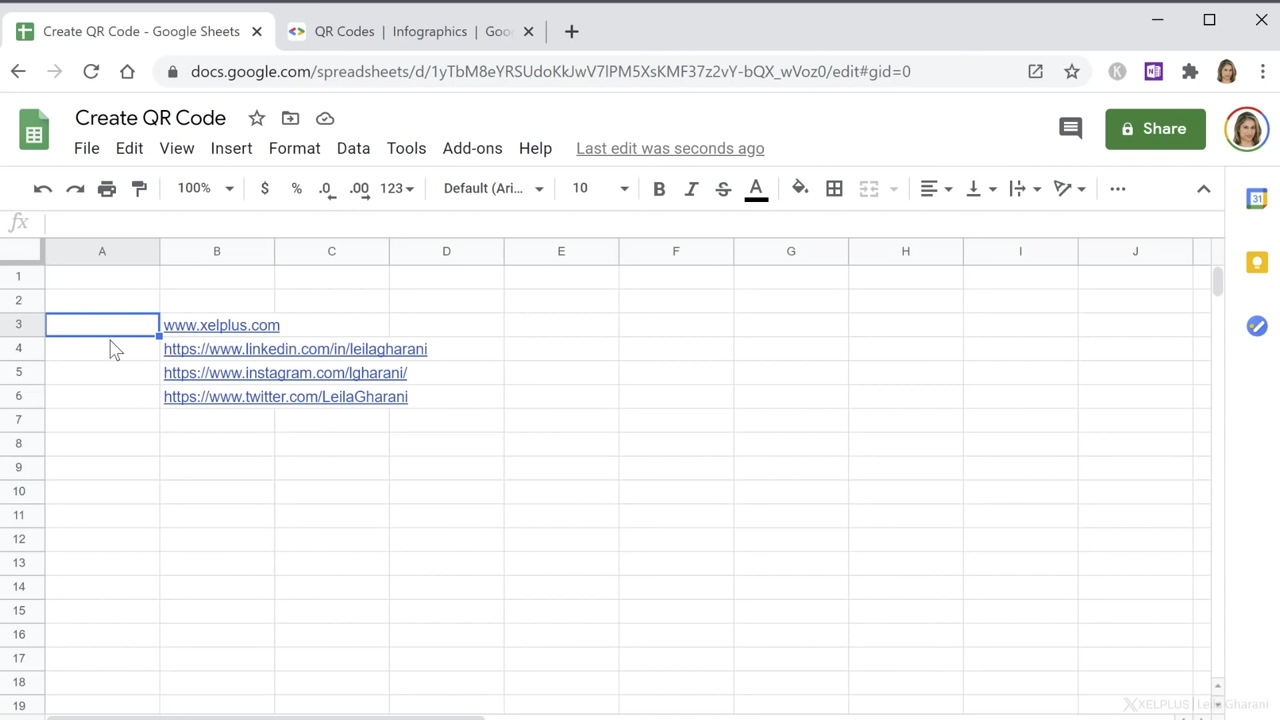 Create QR Code - Google Sheets
QR Codes | Infographics | Goo
docs.google.com/spreadsheets/d/1yTbM8eYRSUdoKkJwV7lPM5XsKMF37z2vY-bQX_wVoz0/edit#gid=0
Create QR Code
Share
File Edit View Insert Format Data Tools Add-ons Help Last edit was seconds ago
100% $ % .0 .00 123 Default (Ari... 10 B I S A
fx
A B C D E F G H I J
1
2
3 www.xelplus.com
4 https://www.linkedin.com/in/leilagharani
5 https://www.instagram.com/lgharani/
6 https://www.twitter.com/LeilaGharani
7
8
9
10
11
12
13
14
15
16
17
18
19
XELPLUS | Leila Gharani